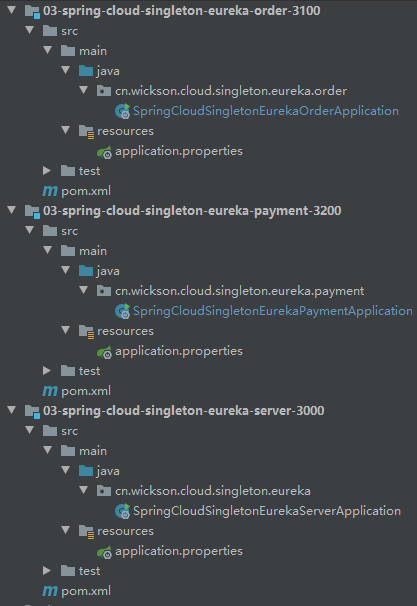 03-spring-cloud-singleton-eureka-order-3100
src
main
java
cn.wickson.cloud.singleton.eureka.order
SpringCloudSingletonEurekaOrderApplication
resources
application.properties
test
pom.xml
03-spring-cloud-singleton-eureka-payment-3200
src
main
java
cn.wickson.cloud.singleton.eureka.payment
SpringCloudSingletonEurekaPaymentApplication
resources
application.properties
test
pom.xml
03-spring-cloud-singleton-eureka-server-3000
src
main
java
cn.wickson.cloud.singleton.eureka
SpringCloudSingletonEurekaServerApplication
resources
application.properties
test
pom.xml